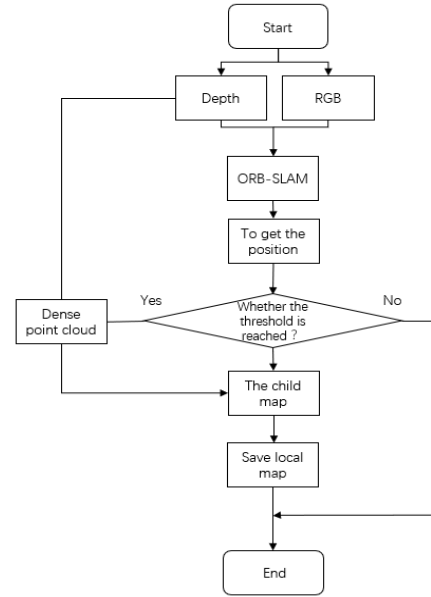 Start
Depth
RGB
ORB-SLAM
To get the
position
Yes
No
Whether the
threshold is
reached？
Dense
point cloud
The child
map
Save local
map
End